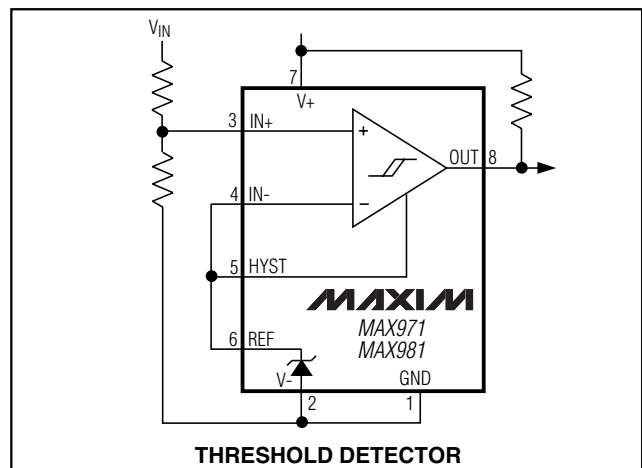 VIN
7
V+
3 IN+
+
OUT 8
4 IN-
–
5 HYST
MAXIM
MAX971
MAX981
6 REF
V-
GND
2
1
THRESHOLD DETECTOR